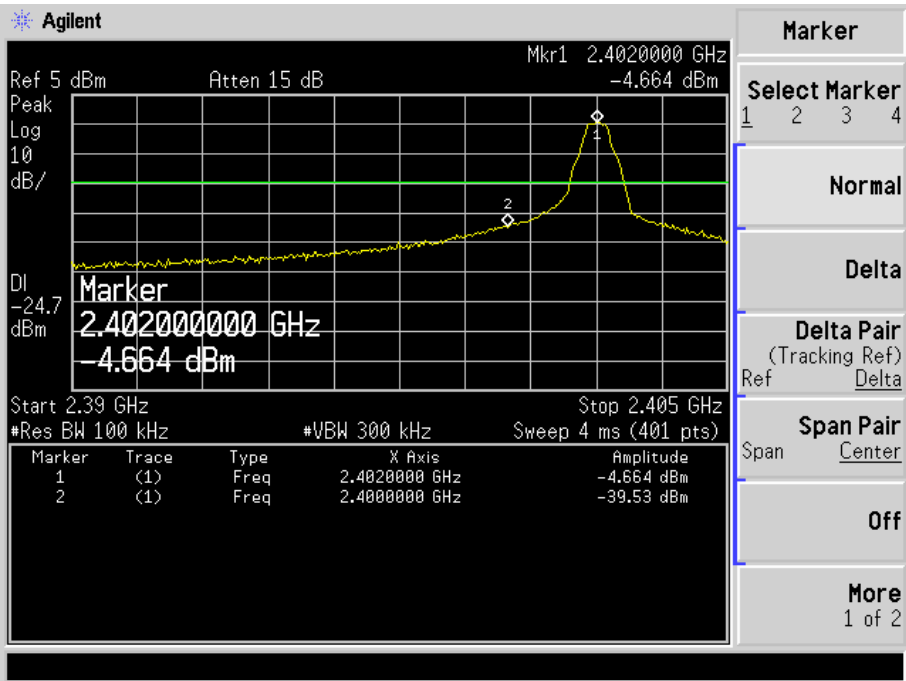 Agilent
Marker
Mkr1 2.4020000 GHz
Ref 5 dBm Atten 15 dB -4.664 dBm
Peak
Log
10
dB/
1
2
DI
-24.7
dBm
Marker
2.402000000 GHz
-4.664 dBm
Start 2.39 GHz Stop 2.405 GHz
#Res BW 100 kHz #VBW 300 kHz Sweep 4 ms (401 pts)
Marker Trace Type X Axis Amplitude
1 (1) Freq 2.4020000 GHz -4.664 dBm
2 (1) Freq 2.4000000 GHz -39.53 dBm
Select Marker
1 2 3 4
Normal
Delta
Delta Pair
(Tracking Ref)
Ref Delta
Span Pair
Span Center
Off
More
1 of 2